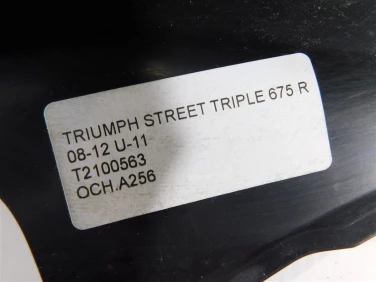 TRIUMPH STREET TRIPLE 675 R
08-12 U-11
T2100563
OCH.A256